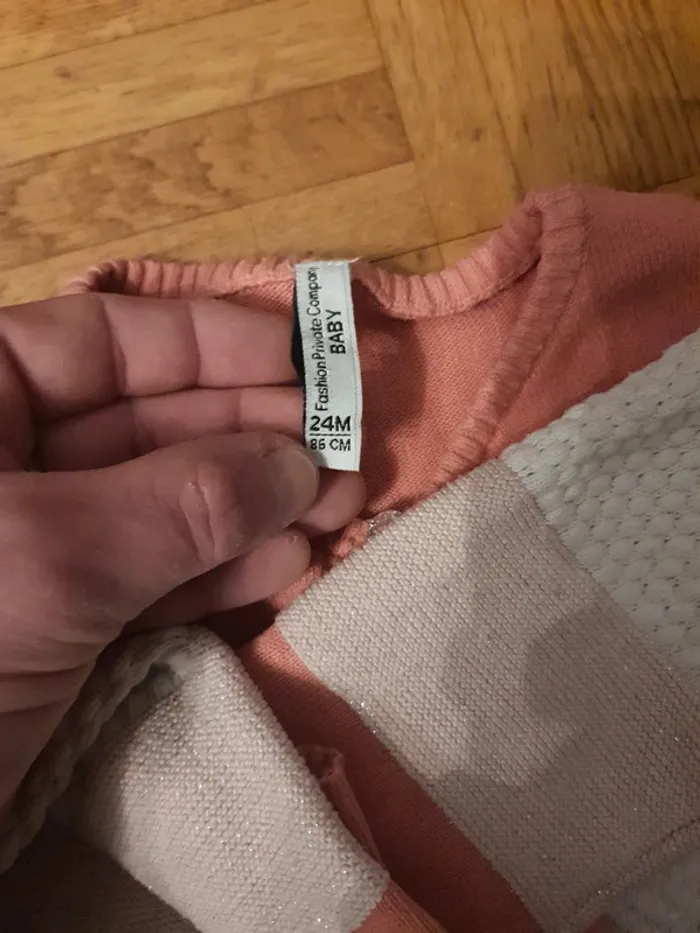 Fashion Private Company
BABY
24M
86 CM